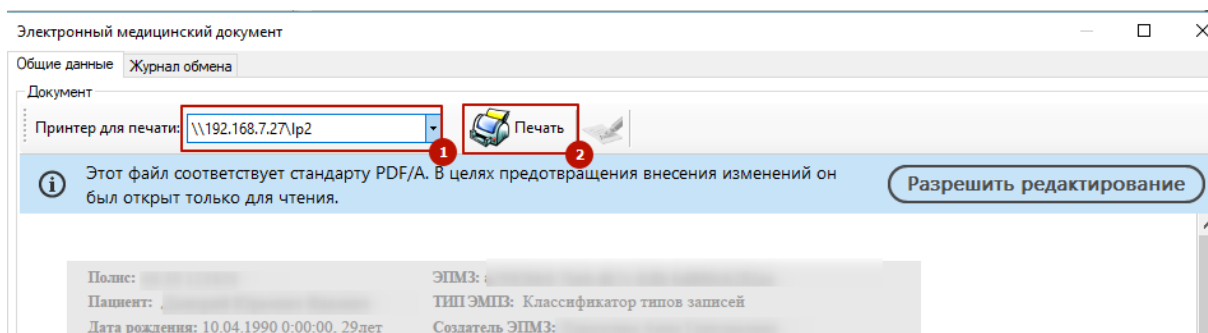 Электронный медицинский документ
Общие данные Журнал обмена
Документ
Принтер для печати: \\192.168.7.27\lp2 Печать
1 2
Этот файл соответствует стандарту PDF/A. В целях предотвращения внесения изменений он
был открыт только для чтения.
Разрешить редактирование
Полис: ЭПМЗ:
Пациент: ТИП ЭМПЗ: Классификатор типов записей
Дата рождения: 10.04.1990 0:00:00, 29лет Создатель ЭПМЗ: